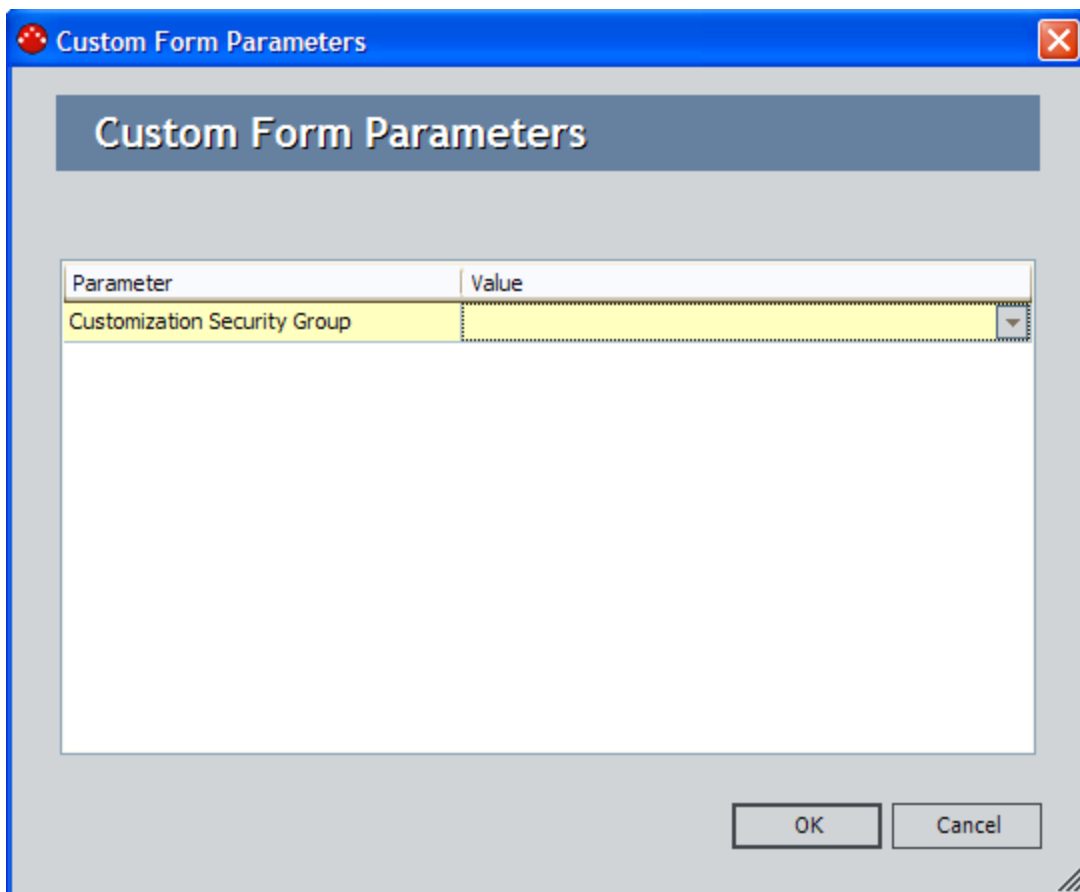 Custom Form Parameters
Custom Form Parameters
Parameter Value
Customization Security Group
OK Cancel